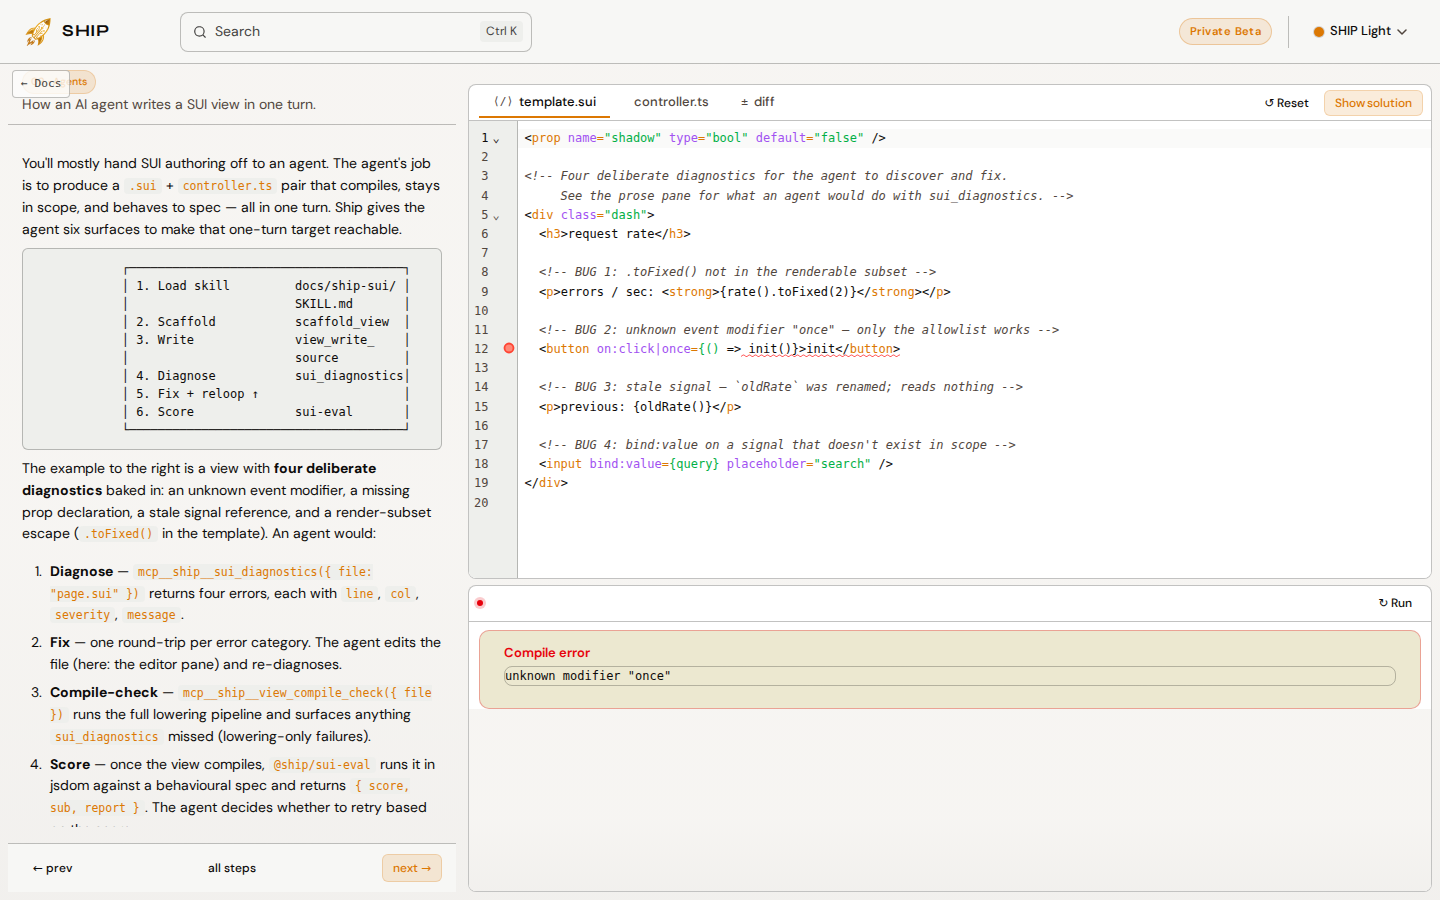 SHIP
Search
Ctrl K
Private Beta
SHIP Light
← Docs
How an AI agent writes a SUI view in one turn.
You'll mostly hand SUI authoring off to an agent. The agent's job
is to produce a .sui + controller.ts pair that compiles, stays
in scope, and behaves to spec — all in one turn. Ship gives the
agent six surfaces to make that one-turn target reachable.
1. Load skill docs/ship-sui/
SKILL.md
2. Scaffold scaffold_view
3. Write view_write_
source
4. Diagnose sui_diagnostics
5. Fix + reloop ↑
6. Score sui-eval
The example to the right is a view with four deliberate
diagnostics baked in: an unknown event modifier, a missing
prop declaration, a stale signal reference, and a render-subset
escape ( .toFixed() in the template). An agent would:
1. Diagnose — mcp__ship__sui_diagnostics({ file:
"page.sui" }) returns four errors, each with line , col ,
severity , message .
2. Fix — one round-trip per error category. The agent edits the
file (here: the editor pane) and re-diagnoses.
3. Compile-check — mcp__ship__view_compile_check({ file
}) runs the full lowering pipeline and surfaces anything
sui_diagnostics missed (lowering-only failures).
4. Score — once the view compiles, @ship/sui-eval runs it in
jsdom against a behavioural spec and returns { score,
sub, report } . The agent decides whether to retry based
← prev
all steps
next →
⟨/⟩ template.sui
controller.ts
± diff
↺ Reset
Show solution
1 <prop name="shadow" type="bool" default="false" />
2
3 <!-- Four deliberate diagnostics for the agent to discover and fix.
4 See the prose pane for what an agent would do with sui_diagnostics. -->
5 <div class="dash">
6 <h3>request rate</h3>
7
8 <!-- BUG 1: .toFixed() not in the renderable subset -->
9 <p>errors / sec: <strong>{rate().toFixed(2)}</strong></p>
10
11 <!-- BUG 2: unknown event modifier "once" — only the allowlist works -->
12 <button on:click|once={() => init()}>init</button>
13
14 <!-- BUG 3: stale signal — `oldRate` was renamed; reads nothing -->
15 <p>previous: {oldRate()}</p>
16
17 <!-- BUG 4: bind:value on a signal that doesn't exist in scope -->
18 <input bind:value={query} placeholder="search" />
19 </div>
20
↻ Run
Compile error
unknown modifier "once"